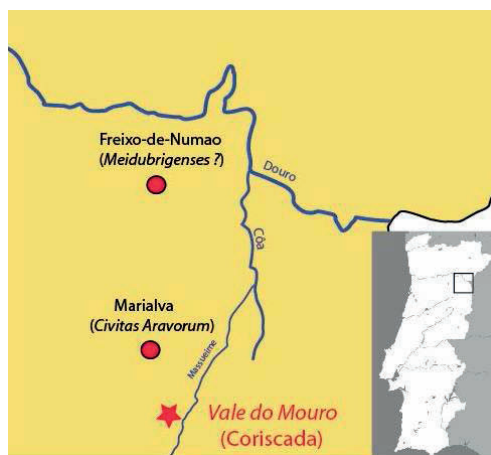 Freixo-de-Numao
(Meidubrigenses ?)
Douro
Côa
Marialva
(Civitas Aravorum)
Massueime
Vale do Mouro
(Coriscada)